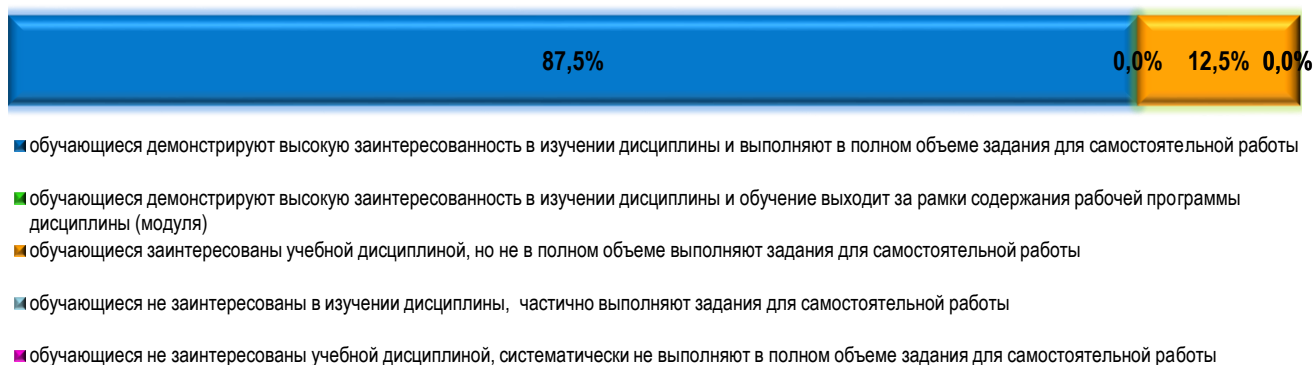 87,5% 0,0% 12,5% 0,0%
обучающиеся демонстрируют высокую заинтересованность в изучении дисциплины и выполняют в полном объеме задания для самостоятельной работы
обучающиеся демонстрируют высокую заинтересованность в изучении дисциплины и обучение выходит за рамки содержания рабочей программы
дисциплины (модуля)
обучающиеся заинтересованы учебной дисциплиной, но не в полном объеме выполняют задания для самостоятельной работы
обучающиеся не заинтересованы в изучении дисциплины, частично выполняют задания для самостоятельной работы
обучающиеся не заинтересованы учебной дисциплиной, систематически не выполняют в полном объеме задания для самостоятельной работы